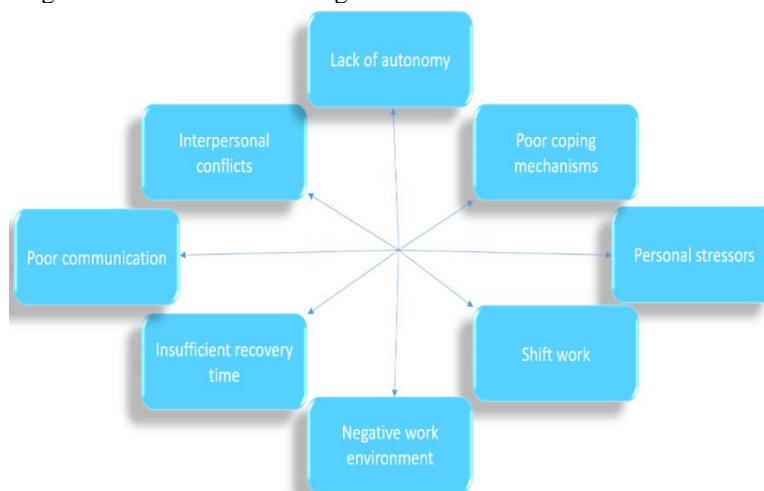 Lack of autonomy
Interpersonal
conflicts
Poor coping
mechanisms
Poor communication
Personal stressors
Insufficient recovery
time
Shift work
Negative work
environment